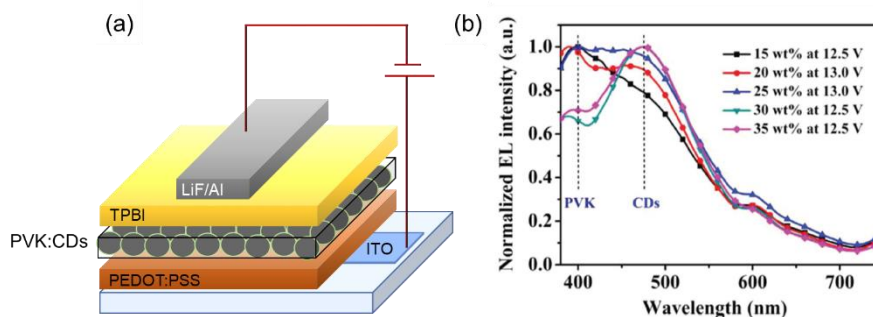 (a)
LiF/Al
TPBI
PVK:CDs
ITO
PEDOT:PSS
(b)
Normalized EL intensity (a.u.)
1.0
0.8
0.6
0.4
0.2
0.0
15 wt% at 12.5 V
20 wt% at 13.0 V
25 wt% at 13.0 V
30 wt% at 12.5 V
35 wt% at 12.5 V
PVK
CDs
400
500
600
700
Wavelength (nm)